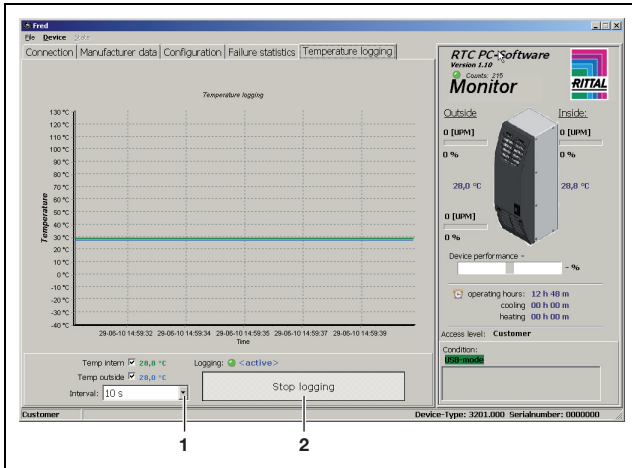 Fred
File Device State
Connection Manufacturer data Configuration Failure statistics Temperature logging
Temperature logging
130 °C
120 °C
110 °C
100 °C
90 °C
80 °C
70 °C
60 °C
50 °C
40 °C
30 °C
20 °C
10 °C
0 °C
-10 °C
-20 °C
-30 °C
-40 °C
Temperature
29-06-10 14:59:32 29-06-10 14:59:34 29-06-10 14:59:35 29-06-10 14:59:37 29-06-10 14:59:39
Time
Temp intern 28,8 °C Logging: <active>
Temp outside 28,0 °C
Interval: 10 s
Stop logging
RTC PC-Software
Version 1.10
Counts: 215
Monitor
RITTAL
Outside Inside:
0 [UPM] 0 [UPM]
0 % 0 %
28,0 °C 28,8 °C
0 [UPM]
0 %
Device performance -
- %
operating hours: 12 h 48 m
cooling 00 h 00 m
heating 00 h 00 m
Access level: Customer
Condition:
USB-mode
Customer Device-Type: 3201.000 Serialnumber: 0000000
1 2